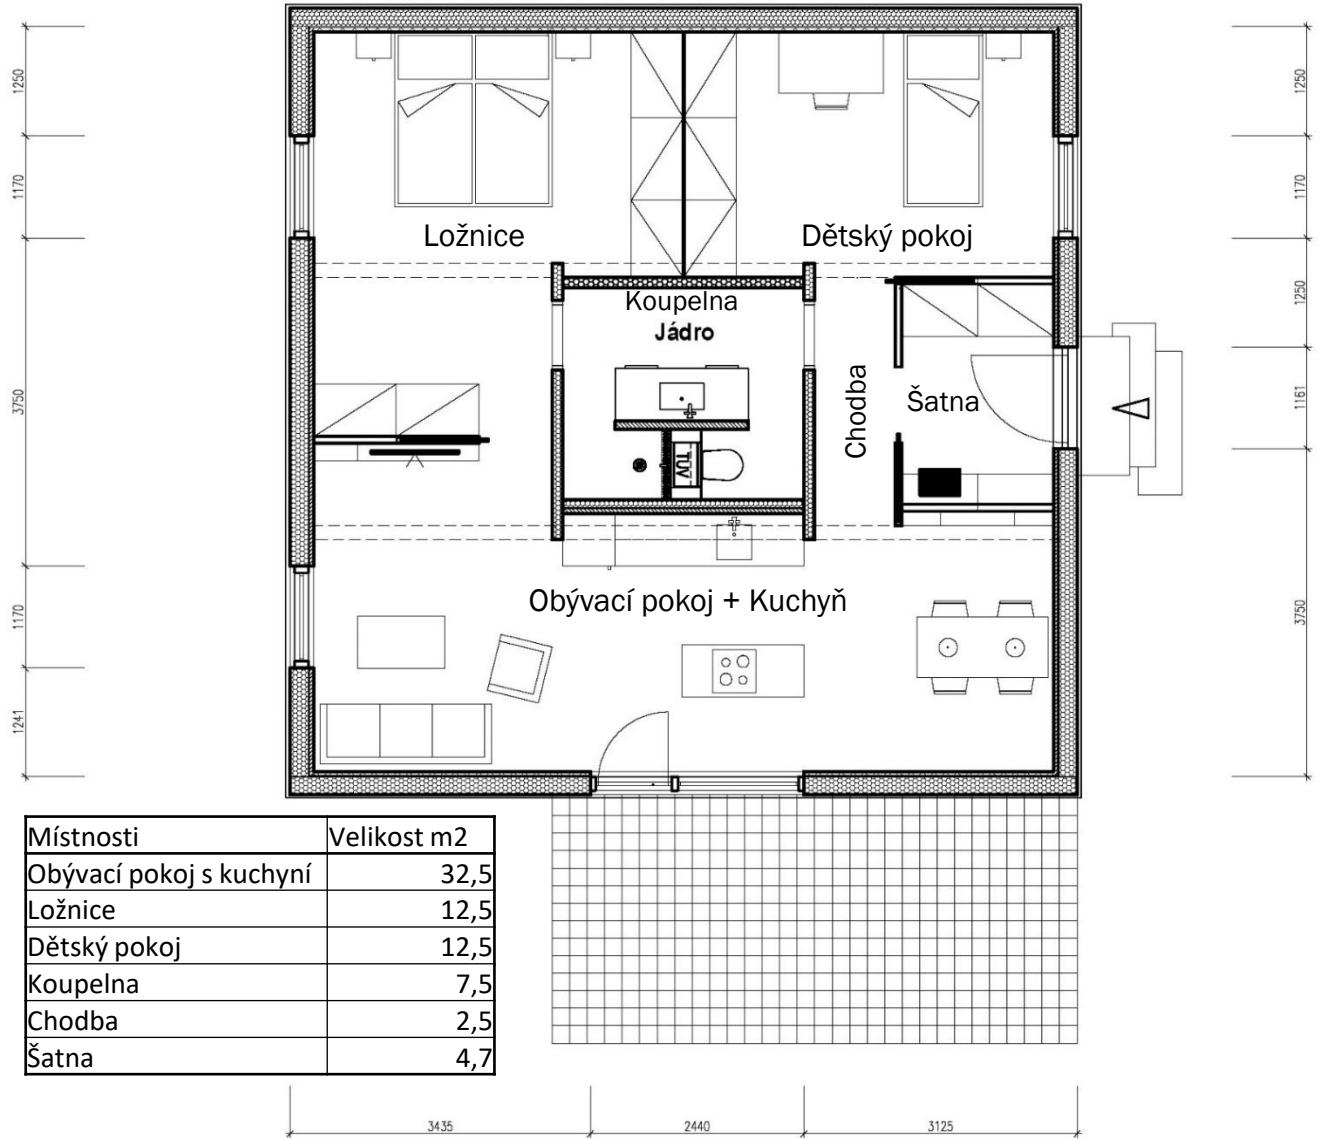 1250
1170
3750
1170
1241
1250
1170
1250
1161
3750
Ložnice
Dětský pokoj
Koupelna
Jádro
Chodba
Šatna
TUV
Obývací pokoj + Kuchyň
Místnosti Velikost m2
Obývací pokoj s kuchyní 32,5
Ložnice 12,5
Dětský pokoj 12,5
Koupelna 7,5
Chodba 2,5
Šatna 4,7
3435
2440
3125